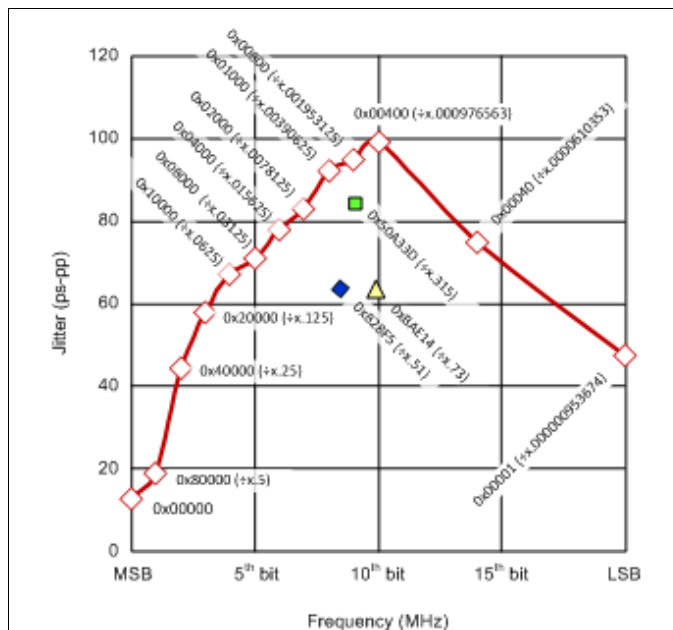 120
100
80
60
40
20
0
Jitter (ps-pp)
0x00800 (÷x.001953125)
0x01000 (÷x.00390625)
0x02000 (÷x.0078125)
0x04000 (÷x.015625)
0x08000 (÷x.03125)
0x10000 (÷x.0625)
0x00400 (÷x.000976563)
0x00040 (÷x.0000610353)
0x50A33D (÷x.315)
0x8AE14 (÷x.73)
0x828F5 (÷x.51)
0x20000 (÷x.125)
0x40000 (÷x.25)
0x80000 (÷x.5)
0x00000
0x00001 (÷x.000000953674)
MSB
5th bit
10th bit
15th bit
LSB
Frequency (MHz)